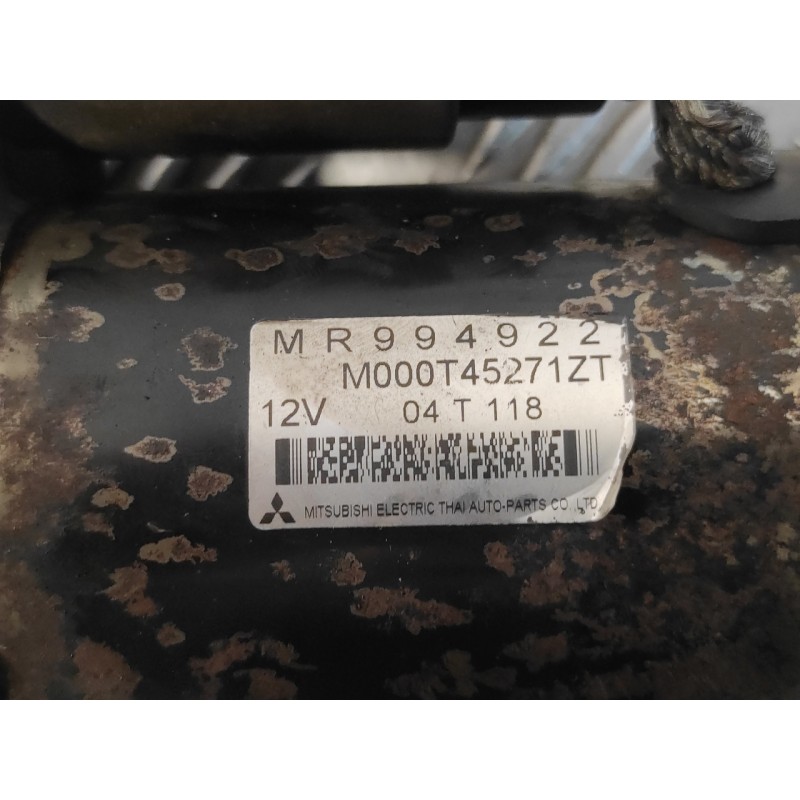 MR994922
M000T45271ZT
12V 04 T 118
MITSUBISHI ELECTRIC THAI AUTO-PARTS CO.,LTD